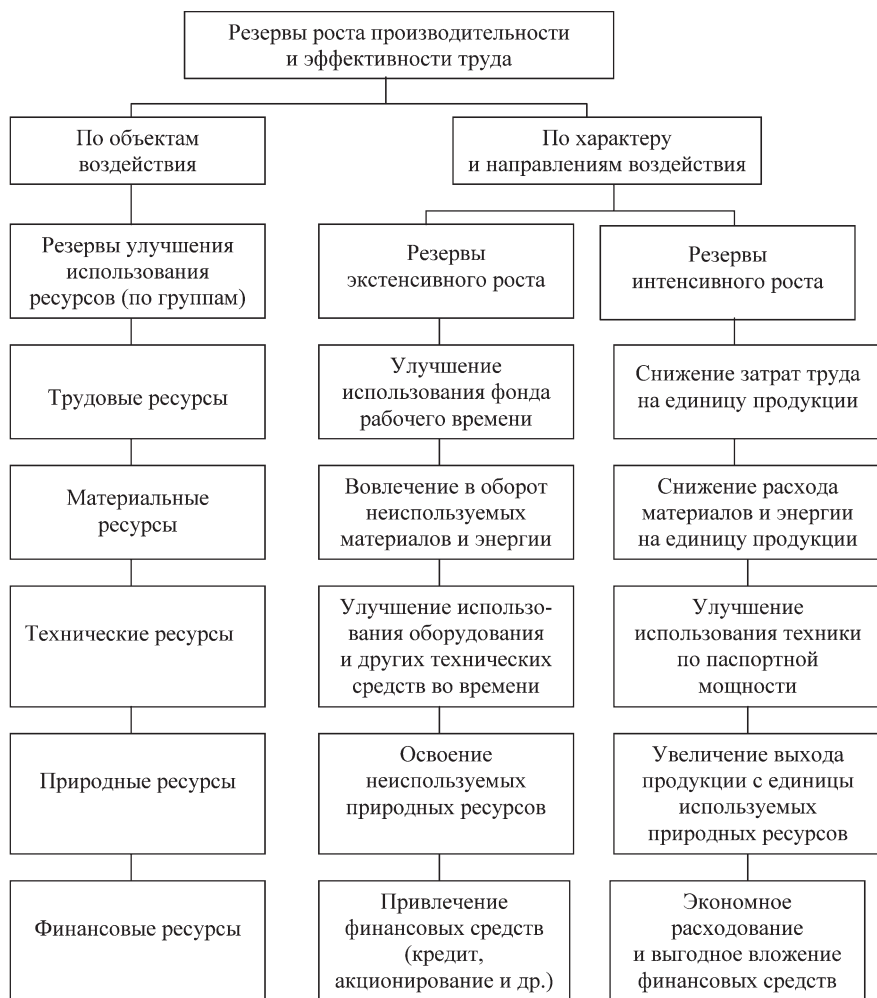 Резервы роста производительности
и эффективности труда
По объектам
воздействия
По характеру
и направлениям воздействия
Резервы улучшения
использования
ресурсов (по группам)
Резервы
экстенсивного роста
Резервы
интенсивного роста
Трудовые ресурсы
Улучшение
использования фонда
рабочего времени
Снижение затрат труда
на единицу продукции
Материальные
ресурсы
Вовлечение в оборот
неиспользуемых
материалов и энергии
Снижение расхода
материалов и энергии
на единицу продукции
Технические ресурсы
Улучшение использо-
вания оборудования
и других технических
средств во времени
Улучшение
использования техники
по паспортной
мощности
Природные ресурсы
Освоение
неиспользуемых
природных ресурсов
Увеличение выхода
продукции с единицы
используемых
природных ресурсов
Финансовые ресурсы
Привлечение
финансовых средств
(кредит,
акционирование и др.)
Экономное
расходование
и выгодное вложение
финансовых средств